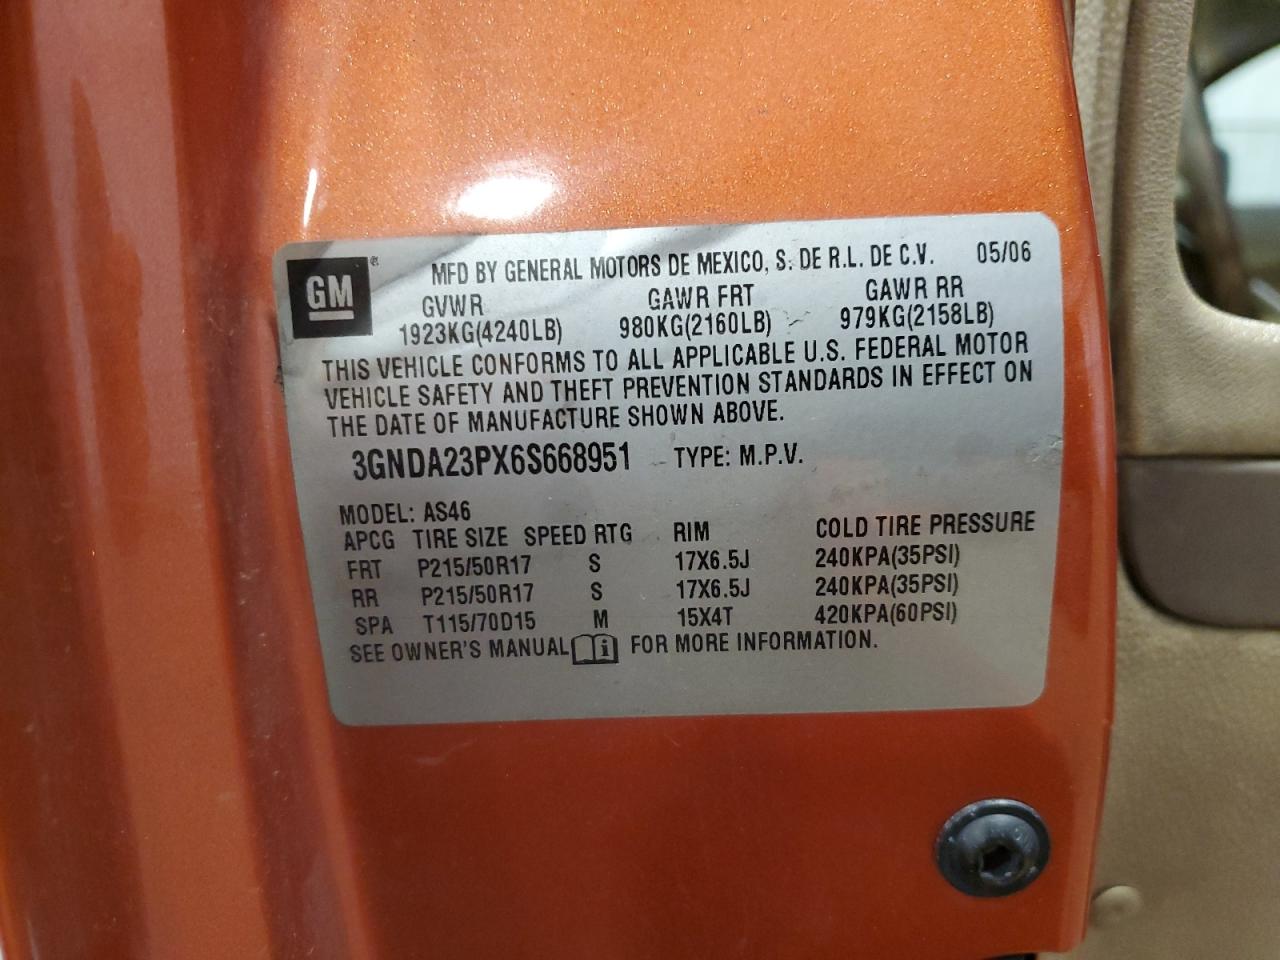 GM ® MFD BY GENERAL MOTORS DE MEXICO, S. DE R.L. DE C.V. 05/06
GVWR GAWR FRT GAWR RR
1923KG(4240LB) 980KG(2160LB) 979KG(2158LB)
THIS VEHICLE CONFORMS TO ALL APPLICABLE U.S. FEDERAL MOTOR
VEHICLE SAFETY AND THEFT PREVENTION STANDARDS IN EFFECT ON
THE DATE OF MANUFACTURE SHOWN ABOVE.
3GNDA23PX6S668951 TYPE: M.P.V.
MODEL: AS46
APCG TIRE SIZE SPEED RTG RIM COLD TIRE PRESSURE
FRT P215/50R17 S 17X6.5J 240KPA(35PSI)
RR P215/50R17 S 17X6.5J 240KPA(35PSI)
SPA T115/70D15 M 15X4T 420KPA(60PSI)
SEE OWNER'S MANUAL i FOR MORE INFORMATION.